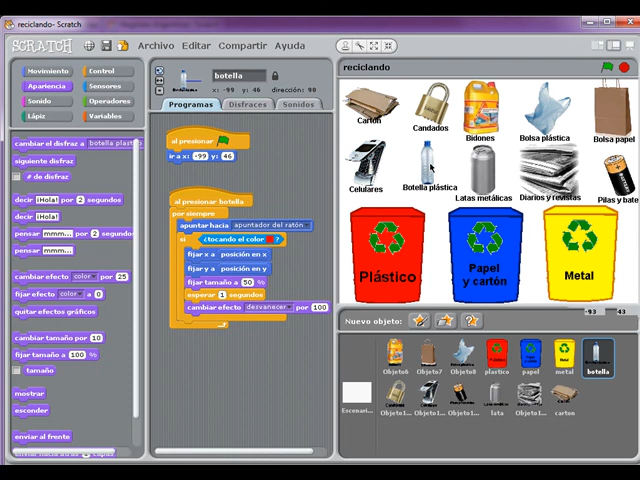 reciclando- Scratch
SCRATCH
Archivo Editar Compartir Ayuda
Movimiento Control
Apariencia Sensores
Sonido Operadores
Lápiz Variables
botella
x: -99 y: 46 dirección: 90
Programas Disfraces Sonidos
cambiar el disfraz a botella plastic
siguiente disfraz
# de disfraz
decir ¡Hola! por 2 segundos
decir ¡Hola!
pensar mmm... por 2 segundos
pensar mmm...
cambiar efecto color por 25
fijar efecto color a 0
quitar efectos gráficos
cambiar tamaño por 10
fijar tamaño a 100 %
tamaño
mostrar
esconder
enviar al frente
al presionar
ir a x: -99 y: 46
al presionar botella
por siempre
apuntar hacia apuntador del ratón
si ¿tocando el color ?
fijar x a posición en x
fijar y a posición en y
fijar tamaño a 50 %
esperar 1 segundos
cambiar efecto desvanecer por 100
reciclando
Cartón
Candados
Bidones
Bolsa plástica
Bolsa papel
Celulares
Botella plástica
Latas metálicas
Diarios y revistas
Pilas y bate
Plástico
Papel
y cartón
Metal
-93 43
Nuevo objeto:
Objeto6 Objeto7 Objeto8 plastico papel metal botella
Escenari...
Objeto1... Objeto1... Objeto1... lata Objeto1... carton